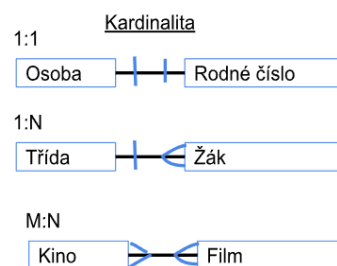 Kardinalita
1:1
Osoba Rodné číslo
1:N
Třída Žák
M:N
Kino Film